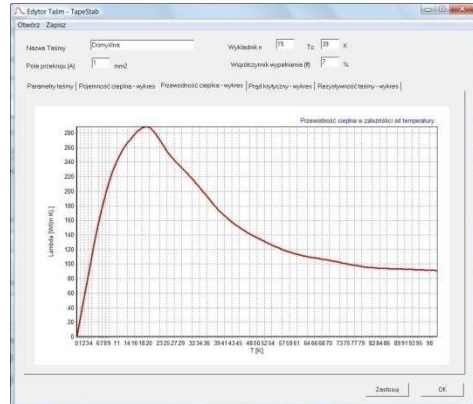 Edytor Taśm - TapeStab
Otwórz Zapisz
Nazwa Taśmy Domyślna Wykładnik n 15 Tc 39 K
Pole przekroju (A) 1 mm2 Współczynnik wypełnienia (ff) ? %
Parametry taśmy Pojemność cieplna - wykres Przewodność cieplna - wykres Prąd krytyczny - wykres Rezystywność taśmy - wykres
Przewodność cieplna w zależności od temperatury
Lambda [W/(m K)]
280
260
240
220
200
180
160
140
120
100
80
60
40
20
0
T [K]
Zastosuj OK